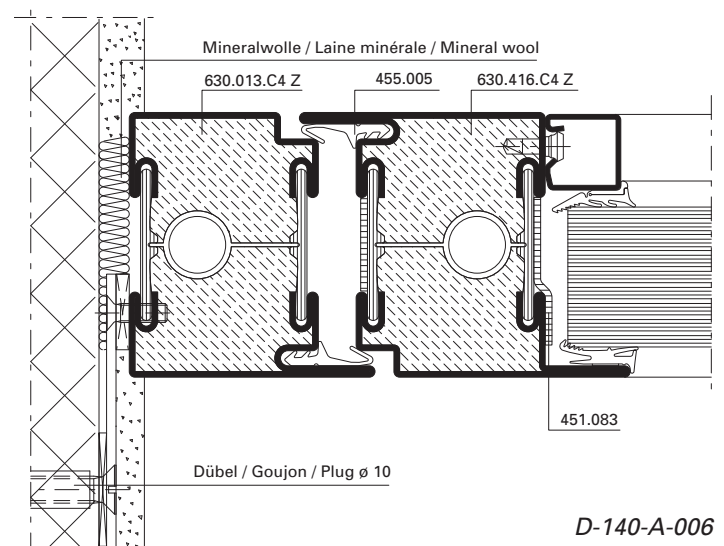 Mineralwolle / Laine minérale / Mineral wool
630.013.C4 Z
455.005
630.416.C4 Z
451.083
Dübel / Goujon / Plug ø 10
D-140-A-006